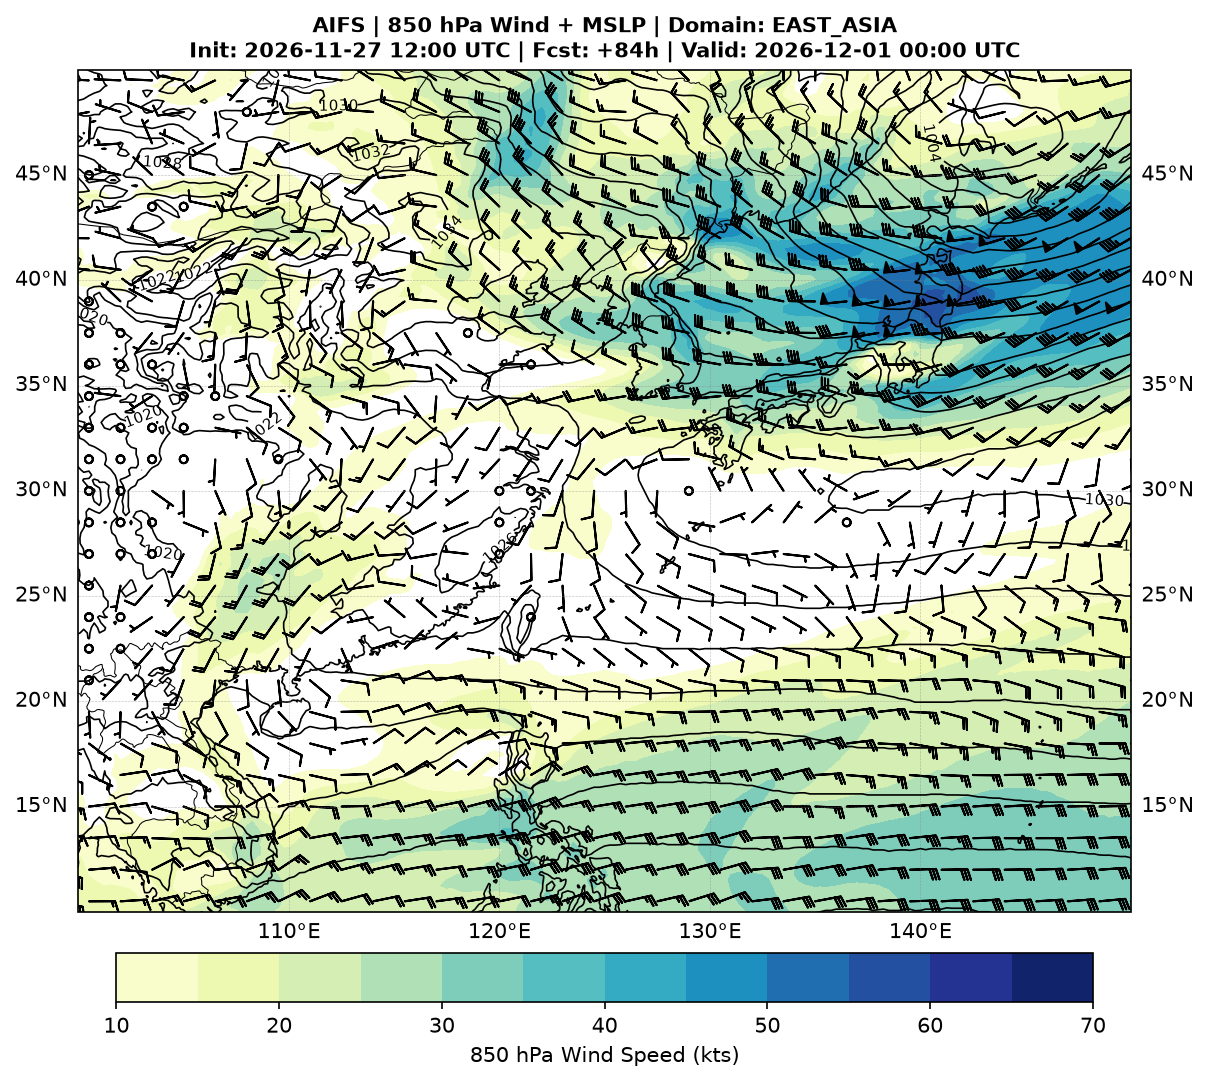 AIFS | 850 hPa Wind + MSLP | Domain: EAST_ASIA
Init: 2026-11-27 12:00 UTC | Fcst: +84h | Valid: 2026-12-01 00:00 UTC
1030
1004
1032
1028
45°N
45°N
1034
1022
1022
40°N
40°N
1020
35°N
35°N
1020
1022
30°N
30°N
1030
1026
1020
25°N
25°N
20°N
20°N
15°N
15°N
110°E
120°E
130°E
140°E
10
20
30
40
50
60
70
850 hPa Wind Speed (kts)